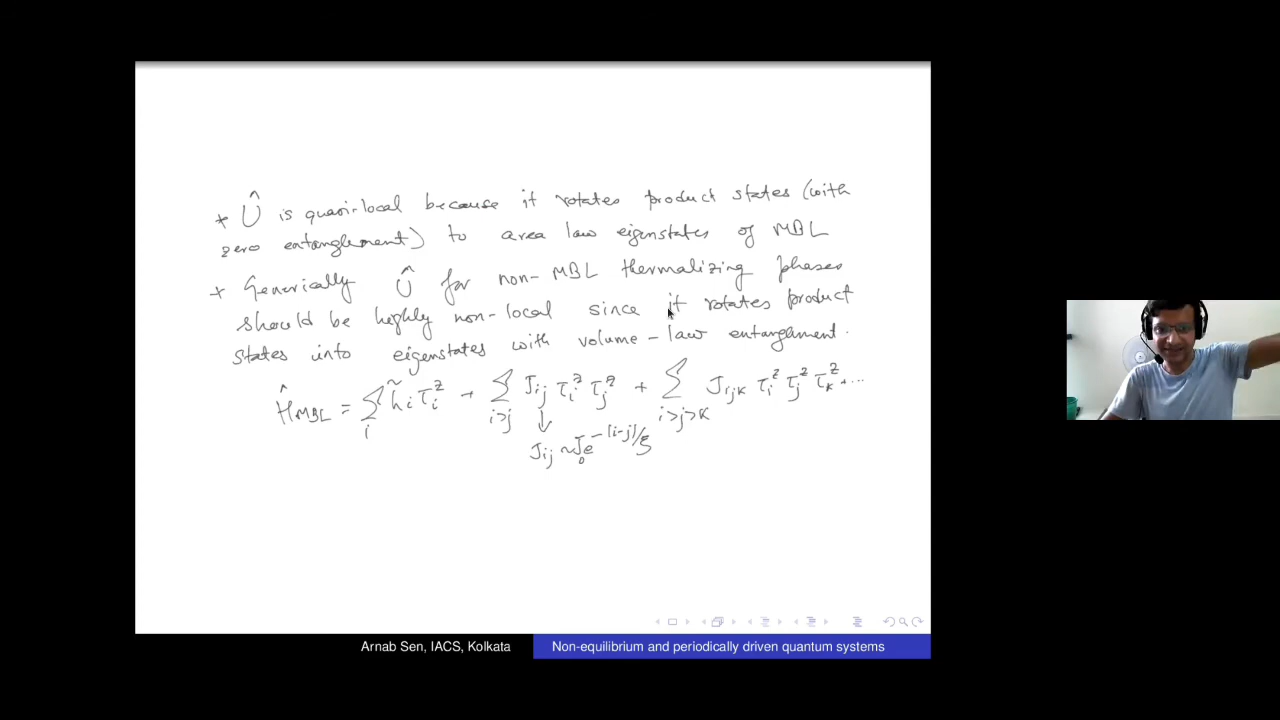 * Û is quasi-local because it rotates product states (with
zero entanglement) to area law eigenstates of MBL
* Generically Û for non-MBL thermalizing phases
should be highly non-local since it rotates product
states into eigenstates with volume-law entanglement.
Ĥ_MBL = Σ_i h̃_i τ_i^z + Σ_{i>j} J_ij τ_i^z τ_j^z + Σ_{i>j>k} J_ijk τ_i^z τ_j^z τ_k^z + ...
↓
J_ij ~ J_0 e^{-|i-j|/ξ}
Arnab Sen, IACS, Kolkata
Non-equilibrium and periodically driven quantum systems